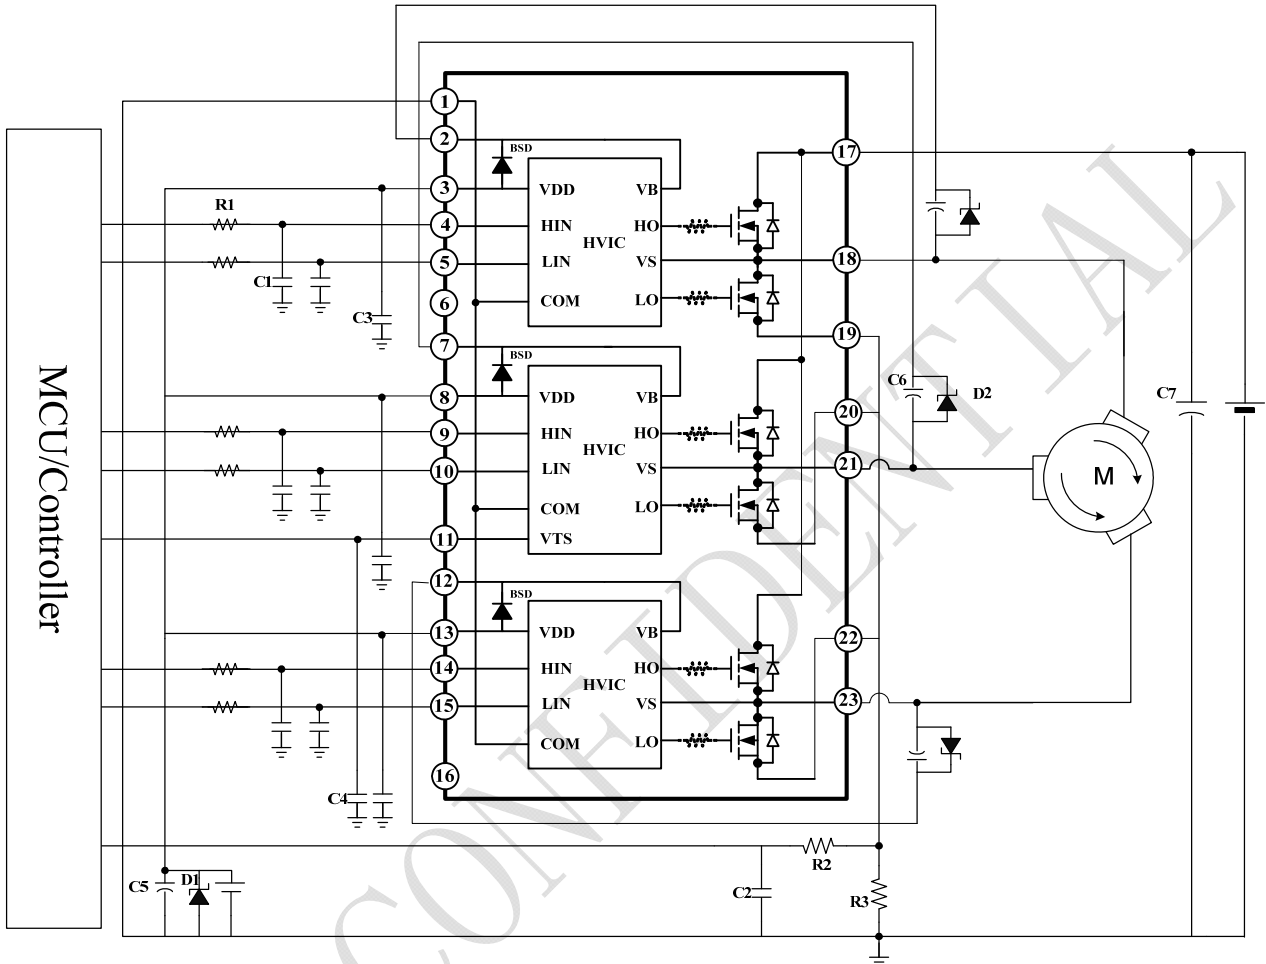 1
2
17
BSD
3
VDD
VB
R1
4
HIN
HO
HVIC
5
LIN
VS
18
C1
6
COM
LO
C3
19
7
BSD
8
VDD
VB
C6
D2
C7
20
9
HIN
HO
HVIC
10
LIN
VS
21
M
COM
LO
11
VTS
MCU/Controller
12
BSD
13
VDD
VB
22
14
HIN
HO
HVIC
15
LIN
VS
23
COM
LO
16
C4
R2
C5
D1
C2
R3
CONFIDENTIAL